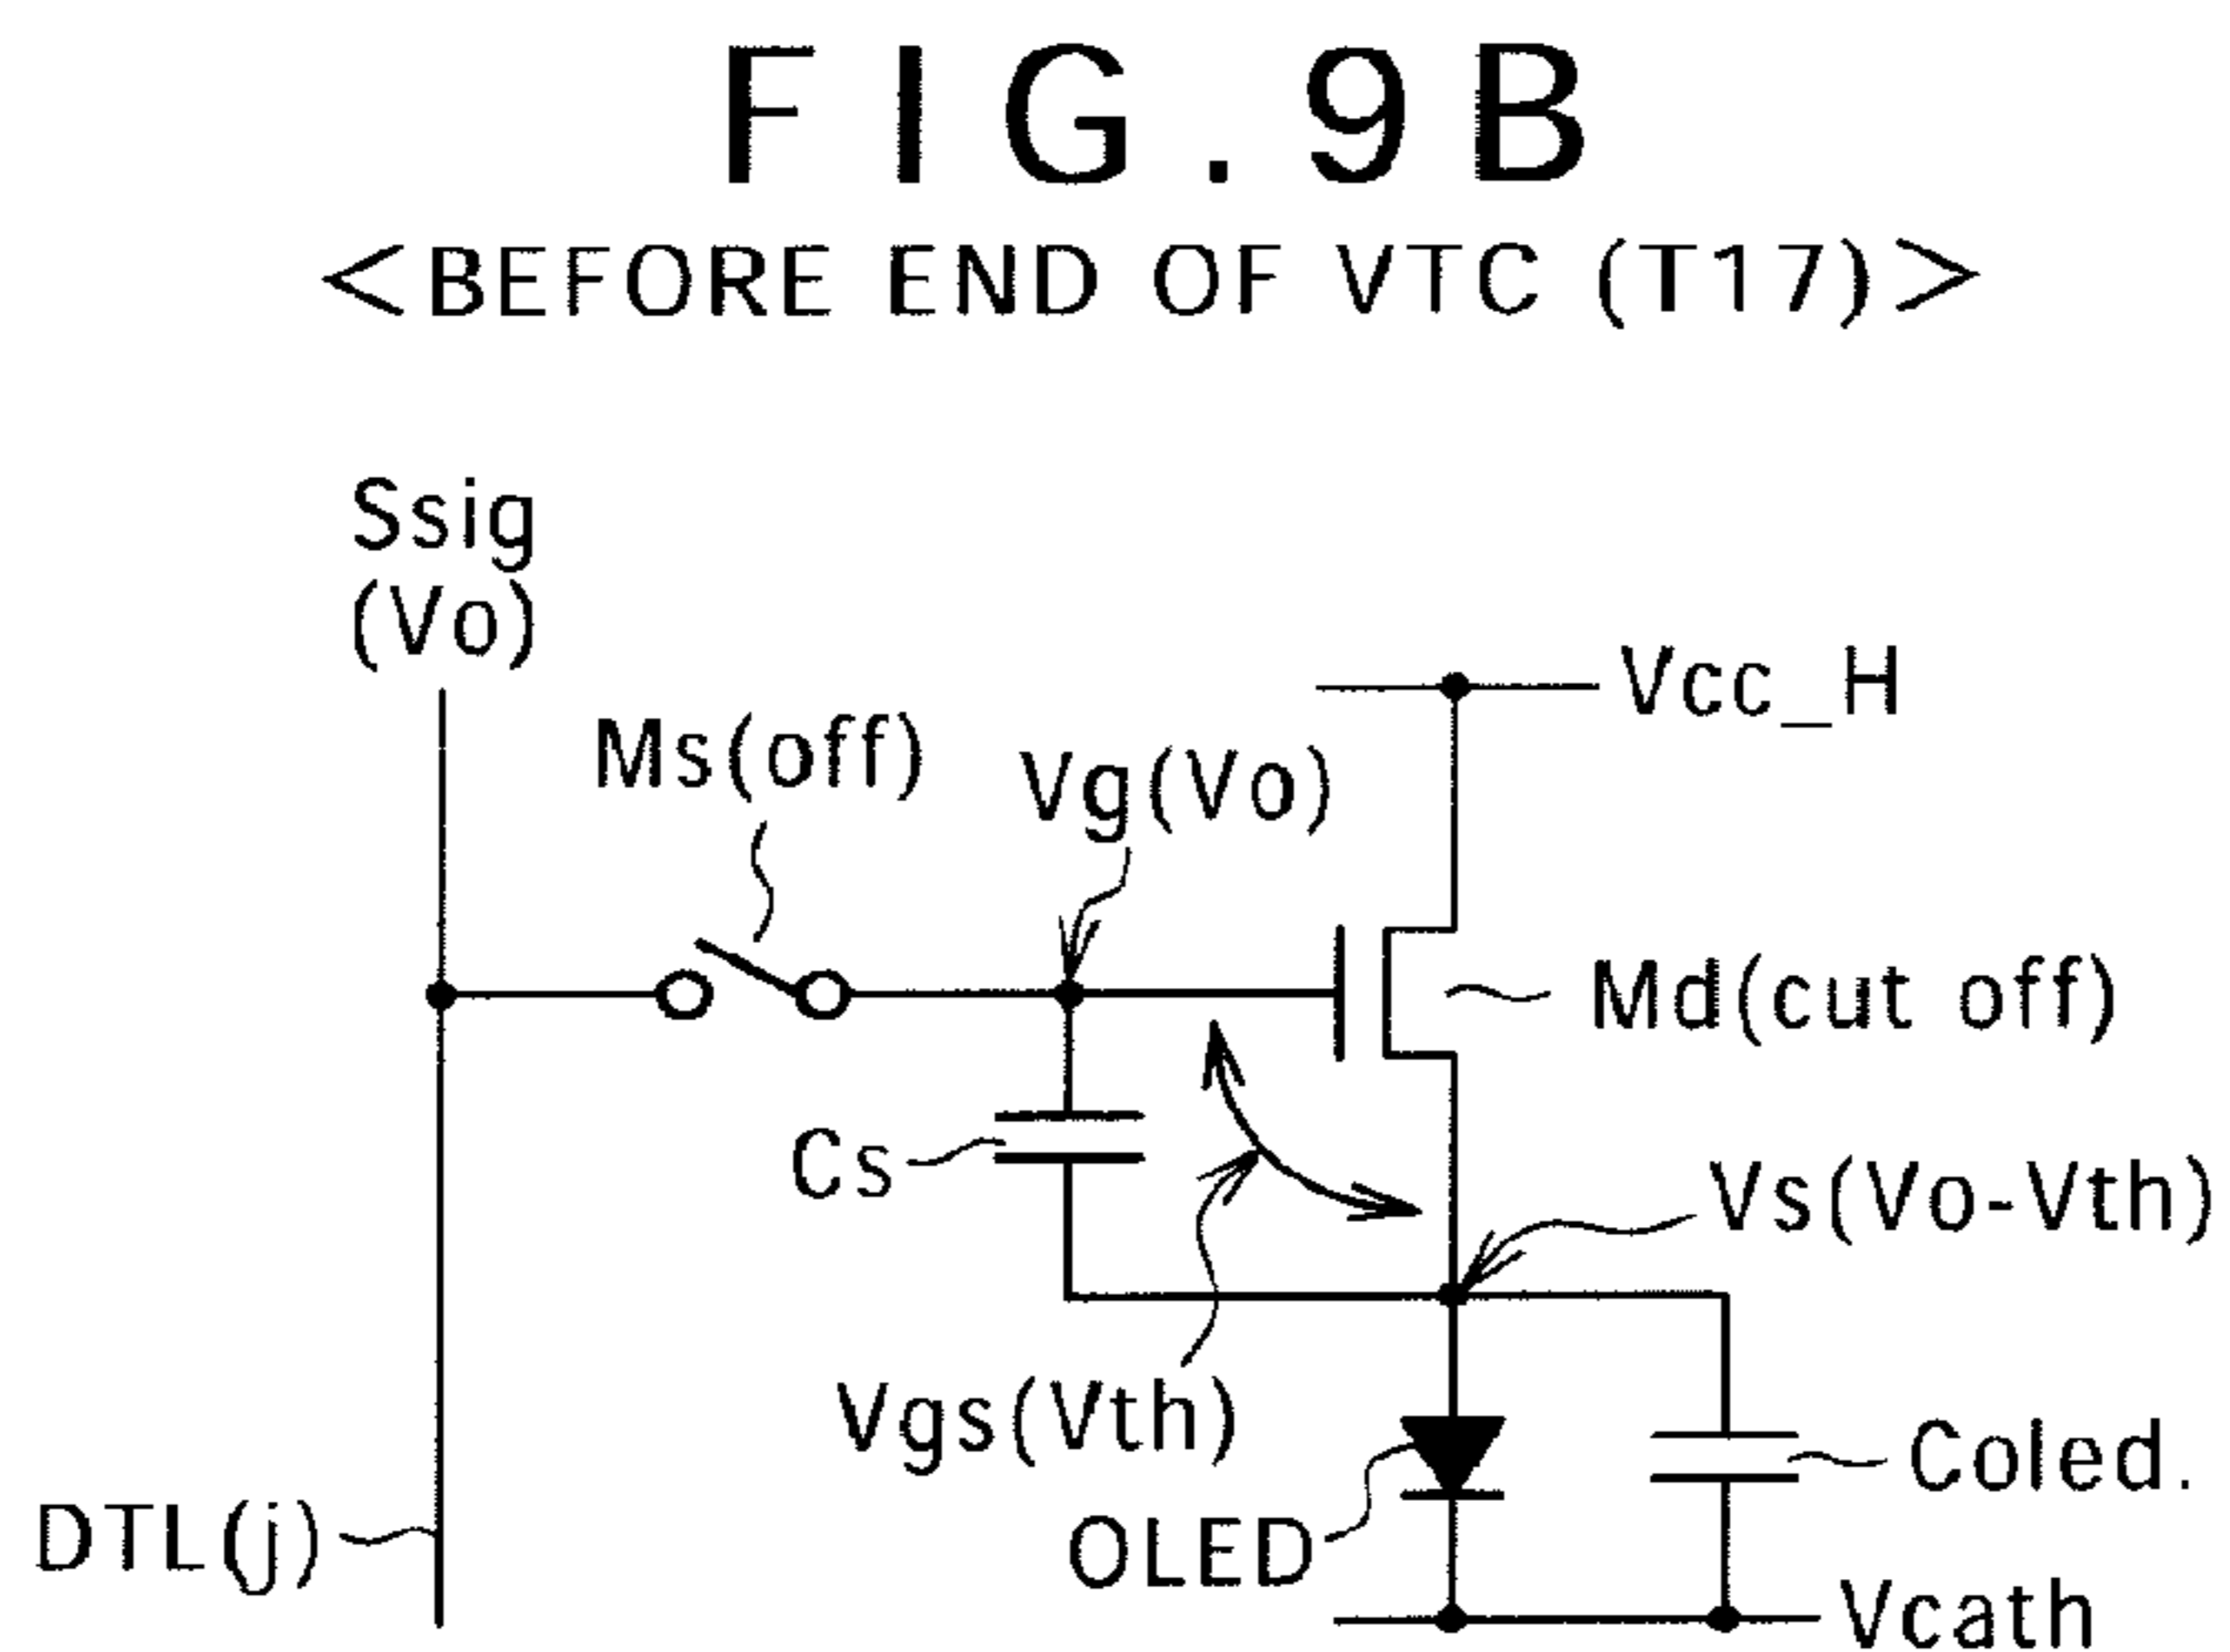 FIG.9B
<BEFORE END OF VTC (T17)>
Ssig
(Vo)
Vcc_H
Ms(off)
Vg(Vo)
Md(cut off)
Cs
Vs(Vo-Vth)
Vgs(Vth)
Coled.
DTL(j)
OLED
Vcath